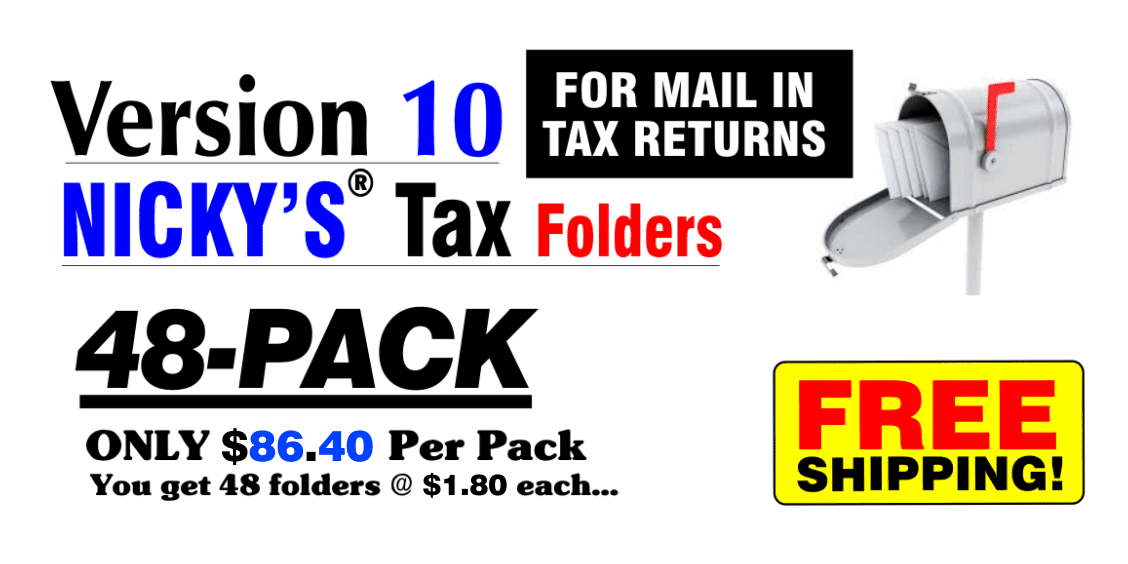 Version 10
FOR MAIL IN
TAX RETURNS
NICKY'S® Tax Folders
48-PACK
ONLY $86.40 Per Pack
You get 48 folders @ $1.80 each...
FREE
SHIPPING!